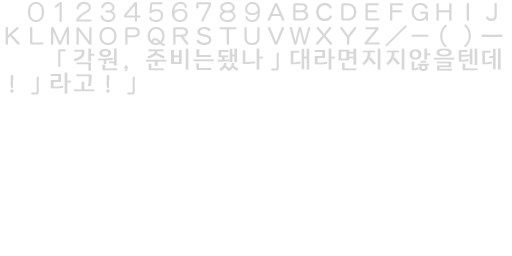 ０１２３４５６７８９ＡＢＣＤＥＦＧＨＩＪ
ＫＬＭＮＯＰＱＲＳＴＵＶＷＸＹＺ／－（）ー
「각원，준비는됐나」대라면지지않을텐데
！」라고！」